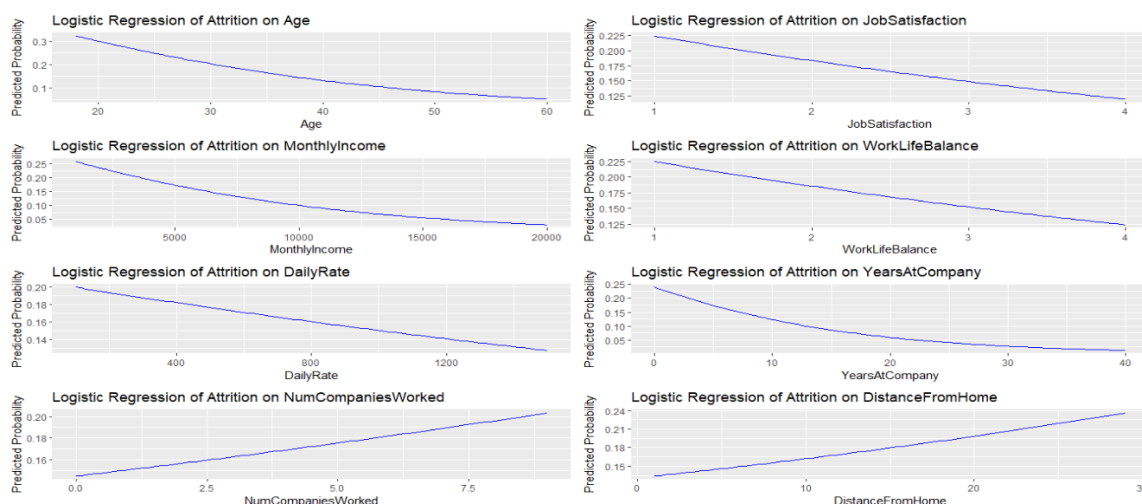 Logistic Regression of Attrition on Age
Predicted Probability
0.3
0.2
0.1
20 30 40 50 60
Age
Logistic Regression of Attrition on JobSatisfaction
Predicted Probability
0.225
0.200
0.175
0.150
0.125
1 2 3 4
JobSatisfaction
Logistic Regression of Attrition on MonthlyIncome
Predicted Probability
0.25
0.20
0.15
0.10
0.05
5000 10000 15000 20000
MonthlyIncome
Logistic Regression of Attrition on WorkLifeBalance
Predicted Probability
0.225
0.200
0.175
0.150
0.125
1 2 3 4
WorkLifeBalance
Logistic Regression of Attrition on DailyRate
Predicted Probability
0.20
0.18
0.16
0.14
400 800 1200
DailyRate
Logistic Regression of Attrition on YearsAtCompany
Predicted Probability
0.25
0.20
0.15
0.10
0.05
0 10 20 30 40
YearsAtCompany
Logistic Regression of Attrition on NumCompaniesWorked
Predicted Probability
0.20
0.18
0.16
0.0 2.5 5.0 7.5
NumCompaniesWorked
Logistic Regression of Attrition on DistanceFromHome
Predicted Probability
0.24
0.21
0.18
0.15
0 10 20
DistanceFromHome